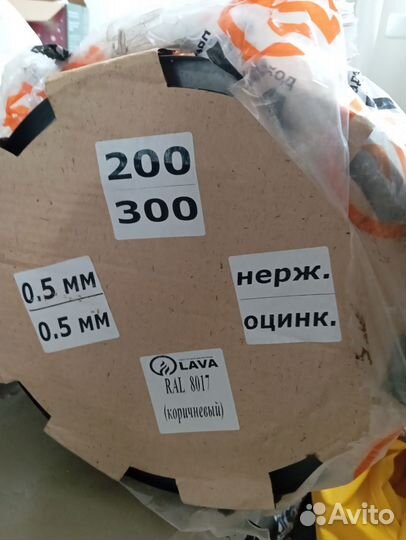 200
300
0.5 мм
0.5 мм
нерж.
оцинк.
LAVA
RAL 8017
(коричневый)
Avito